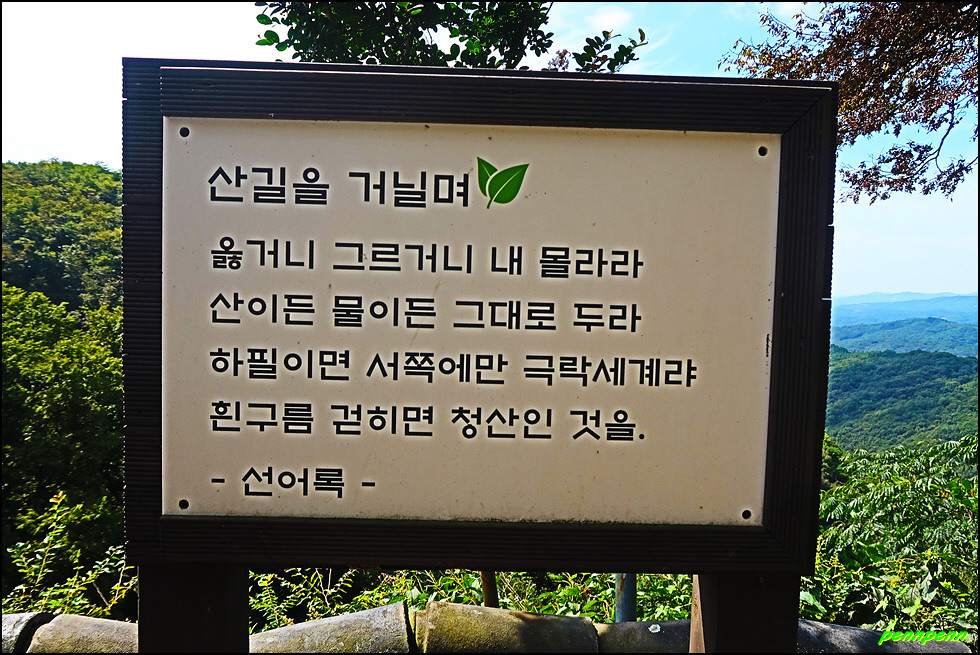 산길을 거닐며
옳거니 그르거니 내 몰라라
산이든 물이든 그대로 두라
하필이면 서쪽에만 극락세계랴
흰구름 걷히면 청산인 것을.
- 선어록 -
pennpenn